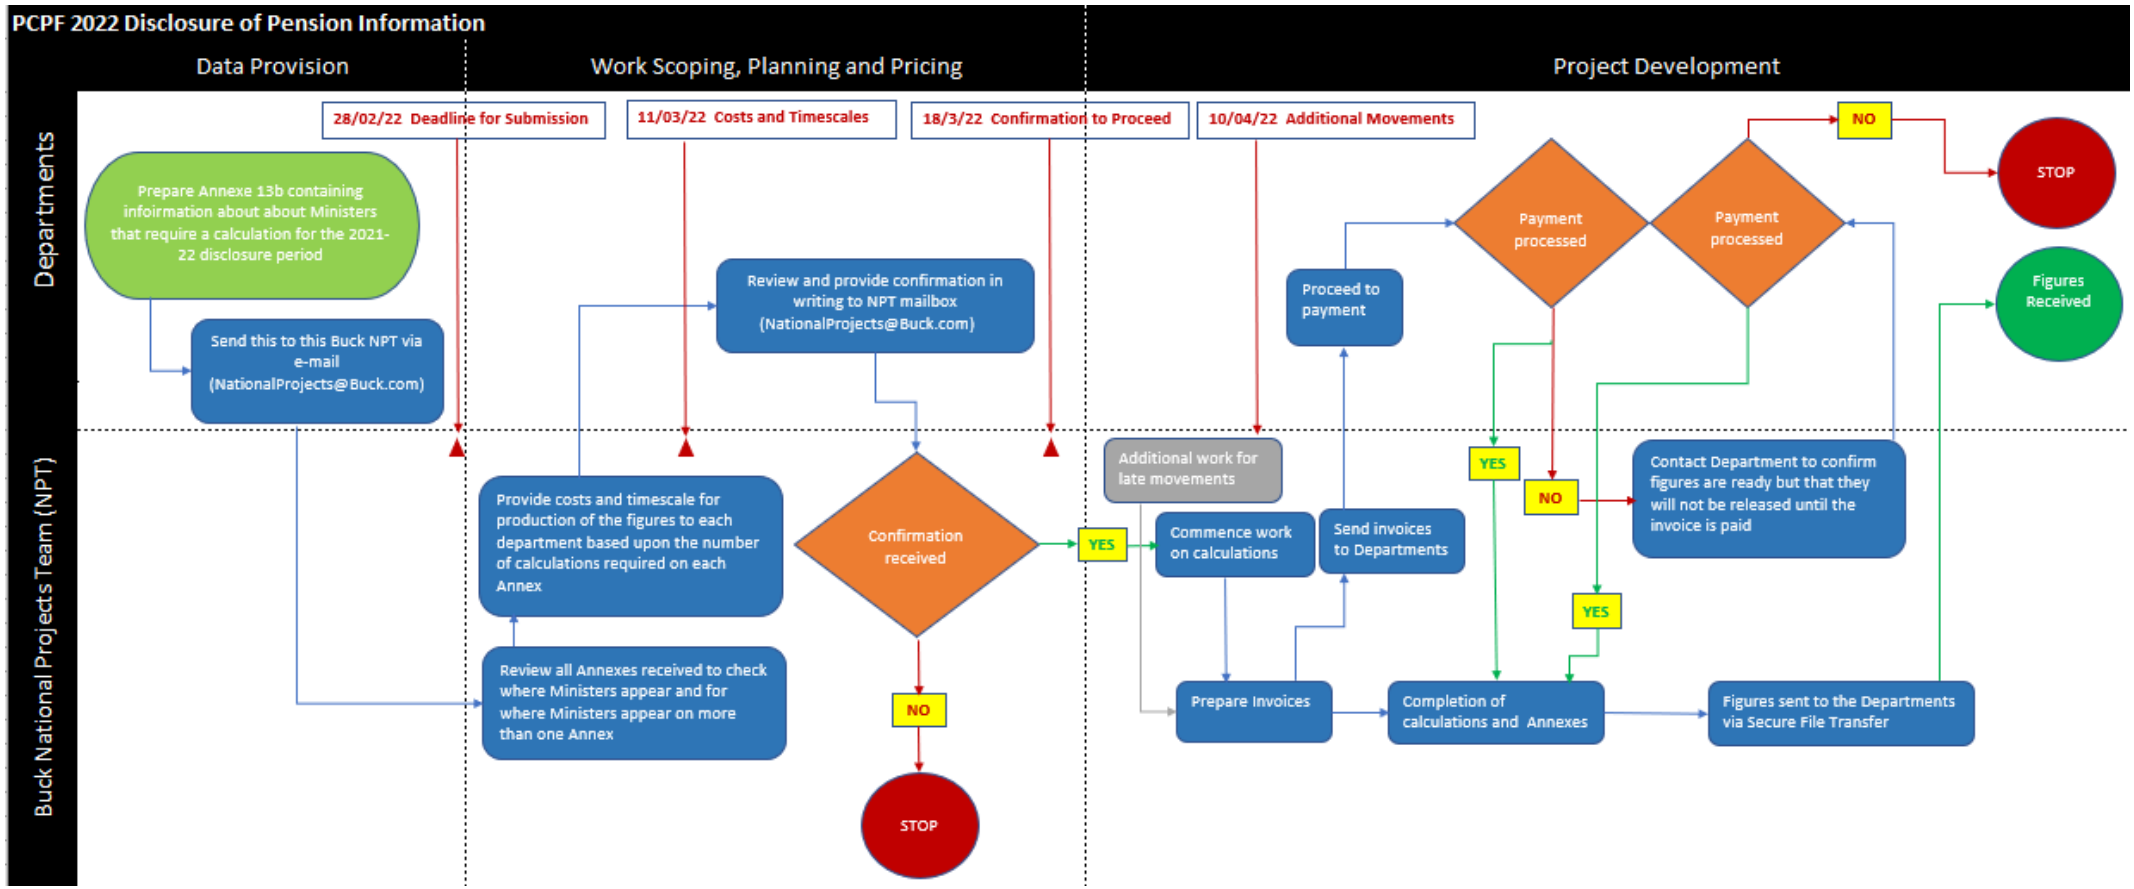 PCPF 2022 Disclosure of Pension Information
Data Provision
Work Scoping, Planning and Pricing
Project Development
Departments
Buck National Projects Team (NPT)
28/02/22 Deadline for Submission
11/03/22 Costs and Timescales
18/3/22 Confirmation to Proceed
10/04/22 Additional Movements
Prepare Annexe 13b containing
infoirmation about about Ministers
that require a calculation for the 2021-
22 disclosure period
Send this to this Buck NPT via
e-mail
(NationalProjects@Buck.com)
Review all Annexes received to check
where Ministers appear and for
where Ministers appear on more
than one Annex
Provide costs and timescale for
production of the figures to each
department based upon the number
of calculations required on each
Annex
Review and provide confirmation in
writing to NPT mailbox
(NationalProjects@Buck.com)
Confirmation
received
NO
STOP
YES
Additional work for
late movements
Commence work
on calculations
Prepare Invoices
Send invoices
to Departments
Proceed to
payment
Payment
processed
YES
NO
Contact Department to confirm
figures are ready but that they
will not be released until the
invoice is paid
Payment
processed
NO
STOP
YES
Completion of
calculations and Annexes
Figures sent to the Departments
via Secure File Transfer
Figures
Received